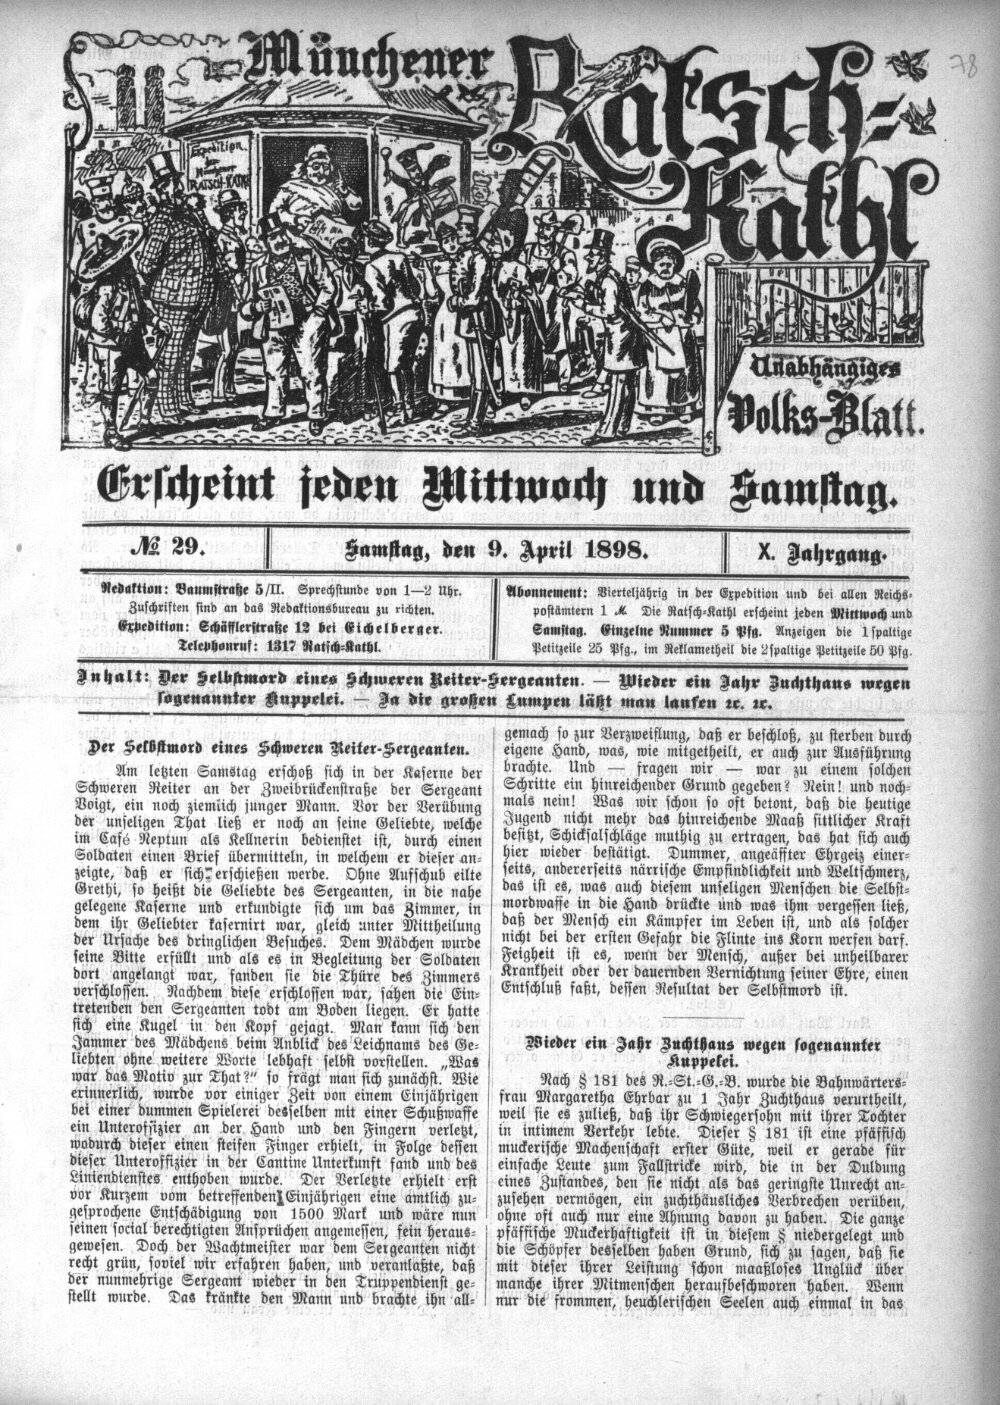 78
Münchener
Ratsch-
Kathl
Expedition
der
Münchener
RATSCH-KATHL
Unabhängiges
Volks-Blatt.
Erscheint jeden Mittwoch und Samstag.
№ 29.
Samstag, den 9. April 1898.
X. Jahrgang.
Redaktion: Baumstraße 5/II. Sprechstunde von 1—2 Uhr.
Zuschriften sind an das Redaktionsbureau zu richten.
Expedition: Schäfflerstraße 12 bei Eichelberger.
Telephonruf: 1317 Ratsch-Kathl.
Abonnement: Vierteljährig in der Expedition und bei allen Reichs-
postämtern 1 M. Die Ratsch-Kathl erscheint jeden Mittwoch und
Samstag. Einzelne Nummer 5 Pfg. Anzeigen die 1spaltige
Petitzeile 25 Pfg., im Reklametheil die 2spaltige Petitzeile 50 Pfg.
Inhalt: Der Selbstmord eines Schweren Reiter-Sergeanten. — Wieder ein Jahr Zuchthaus wegen
sogenannter Kuppelei. — Ja die großen Lumpen läßt man laufen ꝛc. ꝛc.
Der Selbstmord eines Schweren Reiter-Sergeanten.
Am letzten Samstag erschoß sich in der Kaserne der
Schweren Reiter an der Zweibrückenstraße der Sergeant
Voigt, ein noch ziemlich junger Mann. Vor der Verübung
der unseligen That ließ er noch an seine Geliebte, welche
im Café Neptun als Kellnerin bedienstet ist, durch einen
Soldaten einen Brief übermitteln, in welchem er dieser an-
zeigte, daß er sich erschießen werde. Ohne Aufschub eilte
Grethi, so heißt die Geliebte des Sergeanten, in die nahe
gelegene Kaserne und erkundigte sich um das Zimmer, in
dem ihr Geliebter kasernirt war, gleich unter Mittheilung
der Ursache des dringlichen Besuches. Dem Mädchen wurde
seine Bitte erfüllt und als es in Begleitung der Soldaten
dort angelangt war, fanden sie die Thüre des Zimmers
verschlossen. Nachdem diese erschlossen war, sahen die Ein-
tretenden den Sergeanten todt am Boden liegen. Er hatte
sich eine Kugel in den Kopf gejagt. Man kann sich den
Jammer des Mädchens beim Anblick des Leichnams des Ge-
liebten ohne weitere Worte lebhaft selbst vorstellen. „Was
war das Motiv zur That?“ so frägt man sich zunächst. Wie
erinnerlich, wurde vor einiger Zeit von einem Einjährigen
bei einer dummen Spielerei desselben mit einer Schußwaffe
ein Unteroffizier an der Hand und den Fingern verletzt,
wodurch dieser einen steifen Finger erhielt, in Folge dessen
dieser Unteroffizier in der Cantine Unterkunft fand und des
Liniendienstes enthoben wurde. Der Verletzte erhielt erst
vor Kurzem vom betreffenden Einjährigen eine amtlich zu-
gesprochene Entschädigung von 1500 Mark und wäre nun
seinen social berechtigten Ansprüchen angemessen, fein heraus-
gewesen. Doch der Wachtmeister war dem Sergeanten nicht
recht grün, soviel wir erfahren haben, und veranlaßte, daß
der nunmehrige Sergeant wieder in den Truppendienst ge-
stellt wurde. Das kränkte den Mann und brachte ihn all-
gemach so zur Verzweiflung, daß er beschloß, zu sterben durch
eigene Hand, was, wie mitgetheilt, er auch zur Ausführung
brachte. Und — fragen wir — war zu einem solchen
Schritte ein hinreichender Grund gegeben? Nein! und noch-
mals nein! Was wir schon so oft betont, daß die heutige
Jugend nicht mehr das hinreichende Maaß sittlicher Kraft
besitzt, Schicksalschläge muthig zu ertragen, das hat sich auch
hier wieder bestätigt. Dummer, angeäffter Ehrgeiz einer-
seits, andererseits närrische Empfindlichkeit und Weltschmerz,
das ist es, was auch diesem unseligen Menschen die Selbst-
mordwaffe in die Hand drückte und was ihm vergessen ließ,
daß der Mensch ein Kämpfer im Leben ist, und als solcher
nicht bei der ersten Gefahr die Flinte ins Korn werfen darf.
Feigheit ist es, wenn der Mensch, außer bei unheilbarer
Krankheit oder der dauernden Vernichtung seiner Ehre, einen
Entschluß faßt, dessen Resultat der Selbstmord ist.
Wieder ein Jahr Zuchthaus wegen sogenannter
Kuppelei.
Nach § 181 des R.-St.-G.-B. wurde die Bahnwärters-
frau Margaretha Ehrbar zu 1 Jahr Zuchthaus verurtheilt,
weil sie es zuließ, daß ihr Schwiegersohn mit ihrer Tochter
in intimem Verkehr lebte. Dieser § 181 ist eine pfäffisch
muckerische Machenschaft erster Güte, weil er gerade für
einfache Leute zum Fallstricke wird, die in der Duldung
eines Zustandes, den sie nicht als das geringste Unrecht an-
zusehen vermögen, ein zuchthäusliches Verbrechen verüben,
ohne oft auch nur eine Ahnung davon zu haben. Die ganze
pfäffische Muckerhaftigkeit ist in diesem § niedergelegt und
die Schöpfer desselben haben Grund, sich zu sagen, daß sie
mit dieser ihrer Leistung schon maaßloses Unglück über
manche ihrer Mitmenschen heraufbeschworen haben. Wenn
nur die frommen, heuchlerischen Seelen auch einmal in das